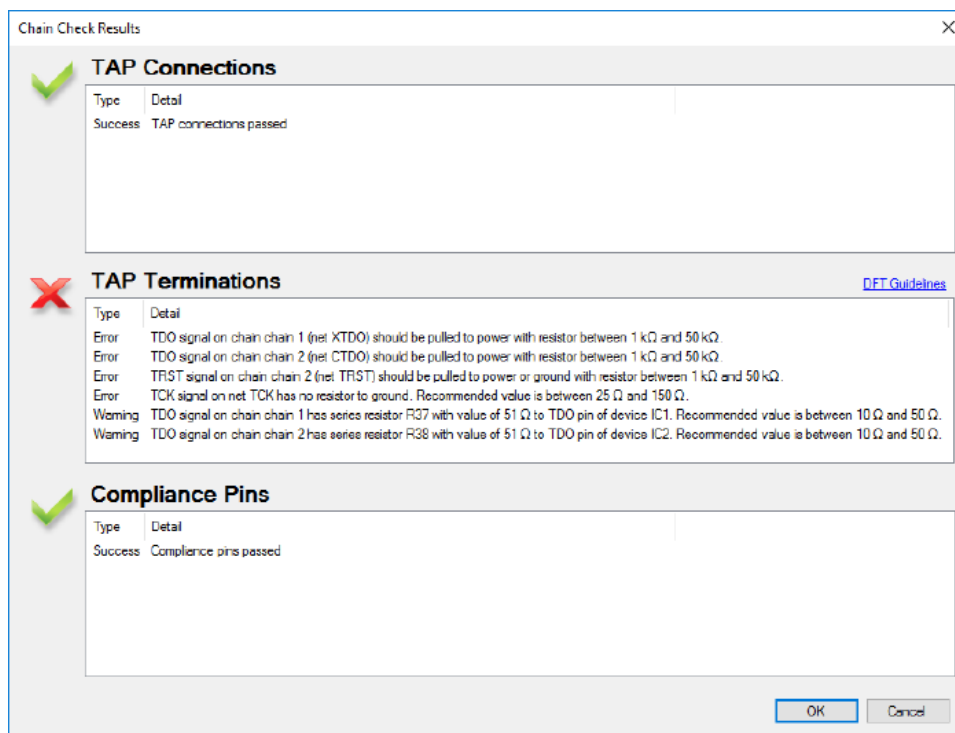 Chain Check Results
TAP Connections
Type Detail
Success TAP connections passed
TAP Terminations
DFT Guidelines
Type Detail
Error TDO signal on chain chain 1 (net XTDO) should be pulled to power with resistor between 1 kΩ and 50 kΩ.
Error TDO signal on chain chain 2 (net CTDO) should be pulled to power with resistor between 1 kΩ and 50 kΩ.
Error TRST signal on chain chain 2 (net TRST) should be pulled to power or ground with resistor between 1 kΩ and 50 kΩ.
Error TCK signal on net TCK has no resistor to ground. Recommended value is between 25 Ω and 150 Ω.
Warning TDO signal on chain chain 1 has series resistor R37 with value of 51 Ω to TDO pin of device IC1. Recommended value is between 10 Ω and 50 Ω.
Warning TDO signal on chain chain 2 has series resistor R38 with value of 51 Ω to TDO pin of device IC2. Recommended value is between 10 Ω and 50 Ω.
Compliance Pins
Type Detail
Success Compliance pins passed
OK Cancel